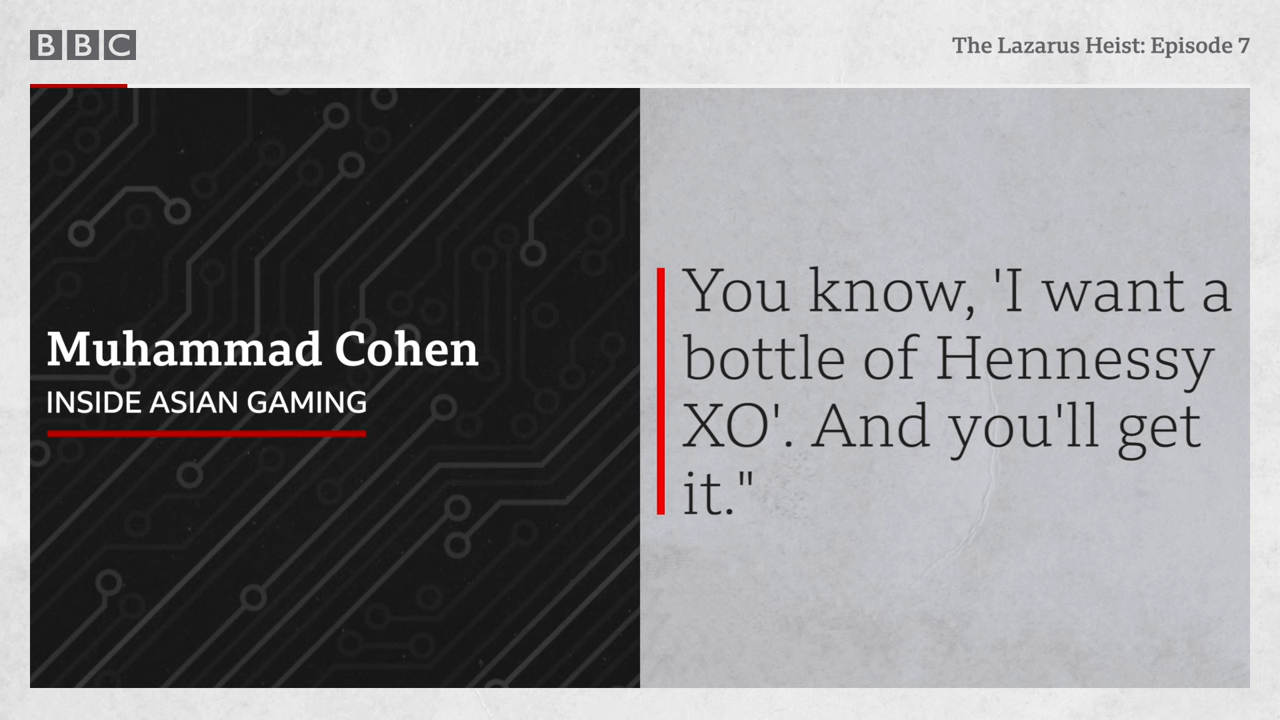 BBC
The Lazarus Heist: Episode 7
Muhammad Cohen
INSIDE ASIAN GAMING
You know, 'I want a
bottle of Hennessy
XO'. And you'll get
it."